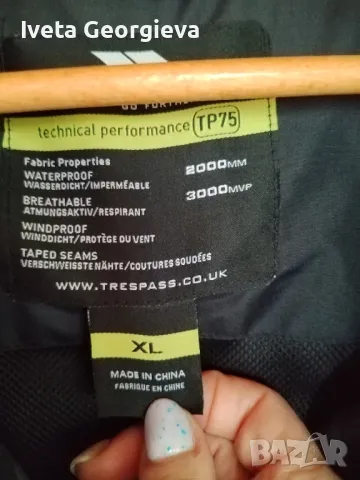 Iveta Georgieva
GO FURTHER
technical performance TP75
Fabric Properties
WATERPROOF 2000MM
WASSERDICHT/IMPERMÉABLE
BREATHABLE 3000MVP
ATMUNGSAKTIV/RESPIRANT
WINDPROOF
WINDDICHT/PROTÈGE DU VENT
TAPED SEAMS
VERSCHWEISSTE NÄHTE/COUTURES SOUDÉES
WWW.TRESPASS.CO.UK
XL
MADE IN CHINA
FABRIQUÉ EN CHINE
BAZAR